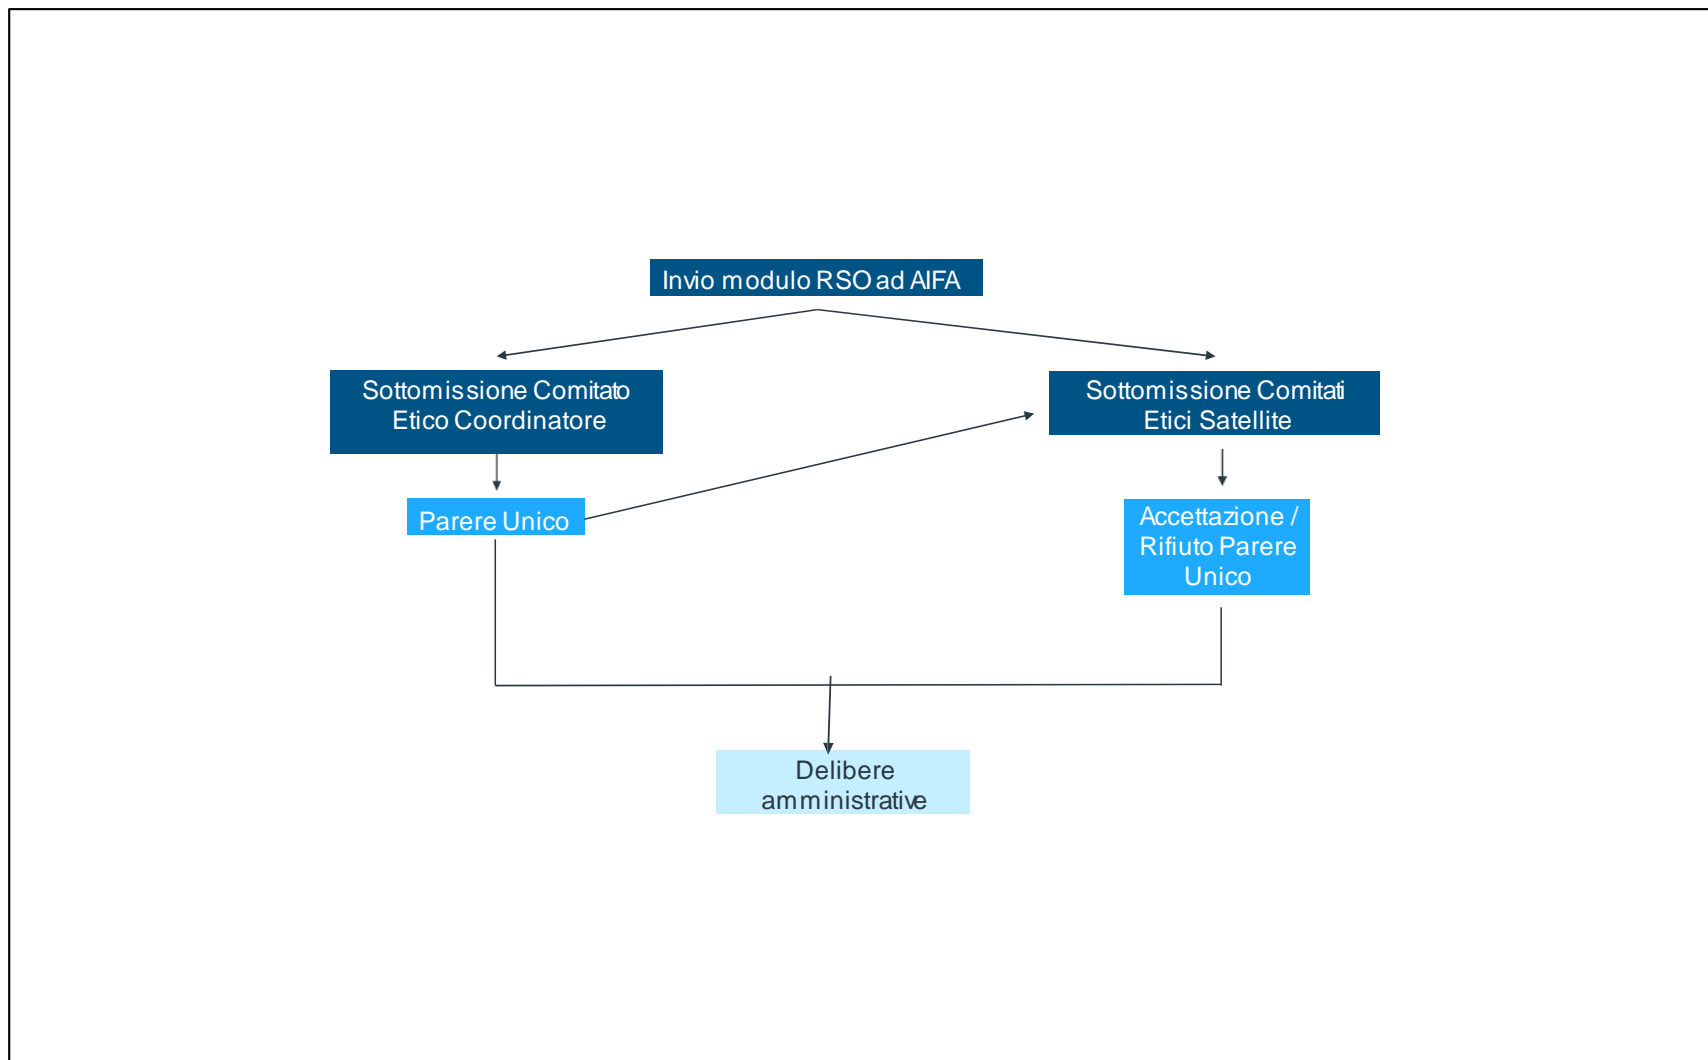 Invio modulo RSO ad AIFA
Sottomissione Comitato
Etico Coordinatore
Sottomissione Comitati
Etici Satellite
Parere Unico
Accettazione /
Rifiuto Parere
Unico
Delibere
amministrative